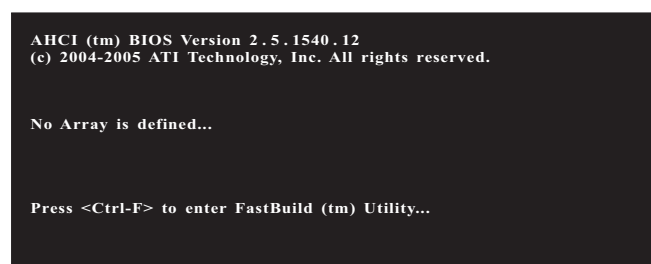 AHCI (tm) BIOS Version 2.5.1540.12
(c) 2004-2005 ATI Technology, Inc. All rights reserved.
No Array is defined...
Press <Ctrl-F> to enter FastBuild (tm) Utility...